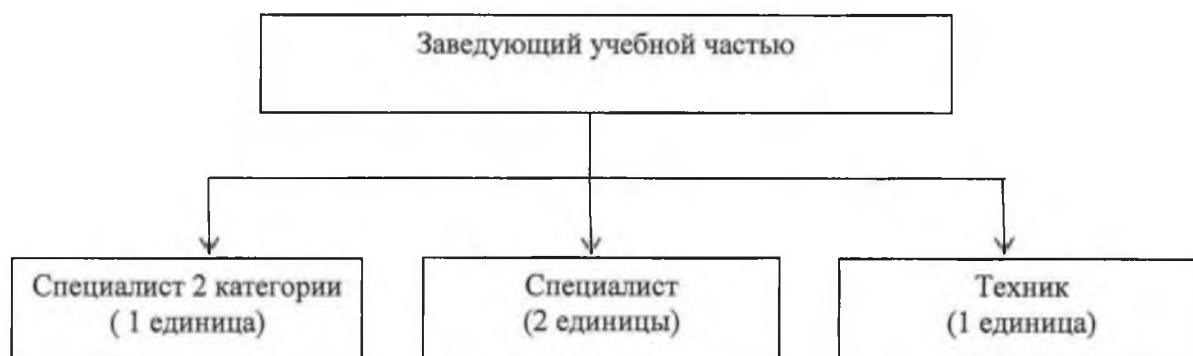 Заведующий учебной частью
Специалист 2 категории
( 1 единица)
Специалист
(2 единицы)
Техник
(1 единица)